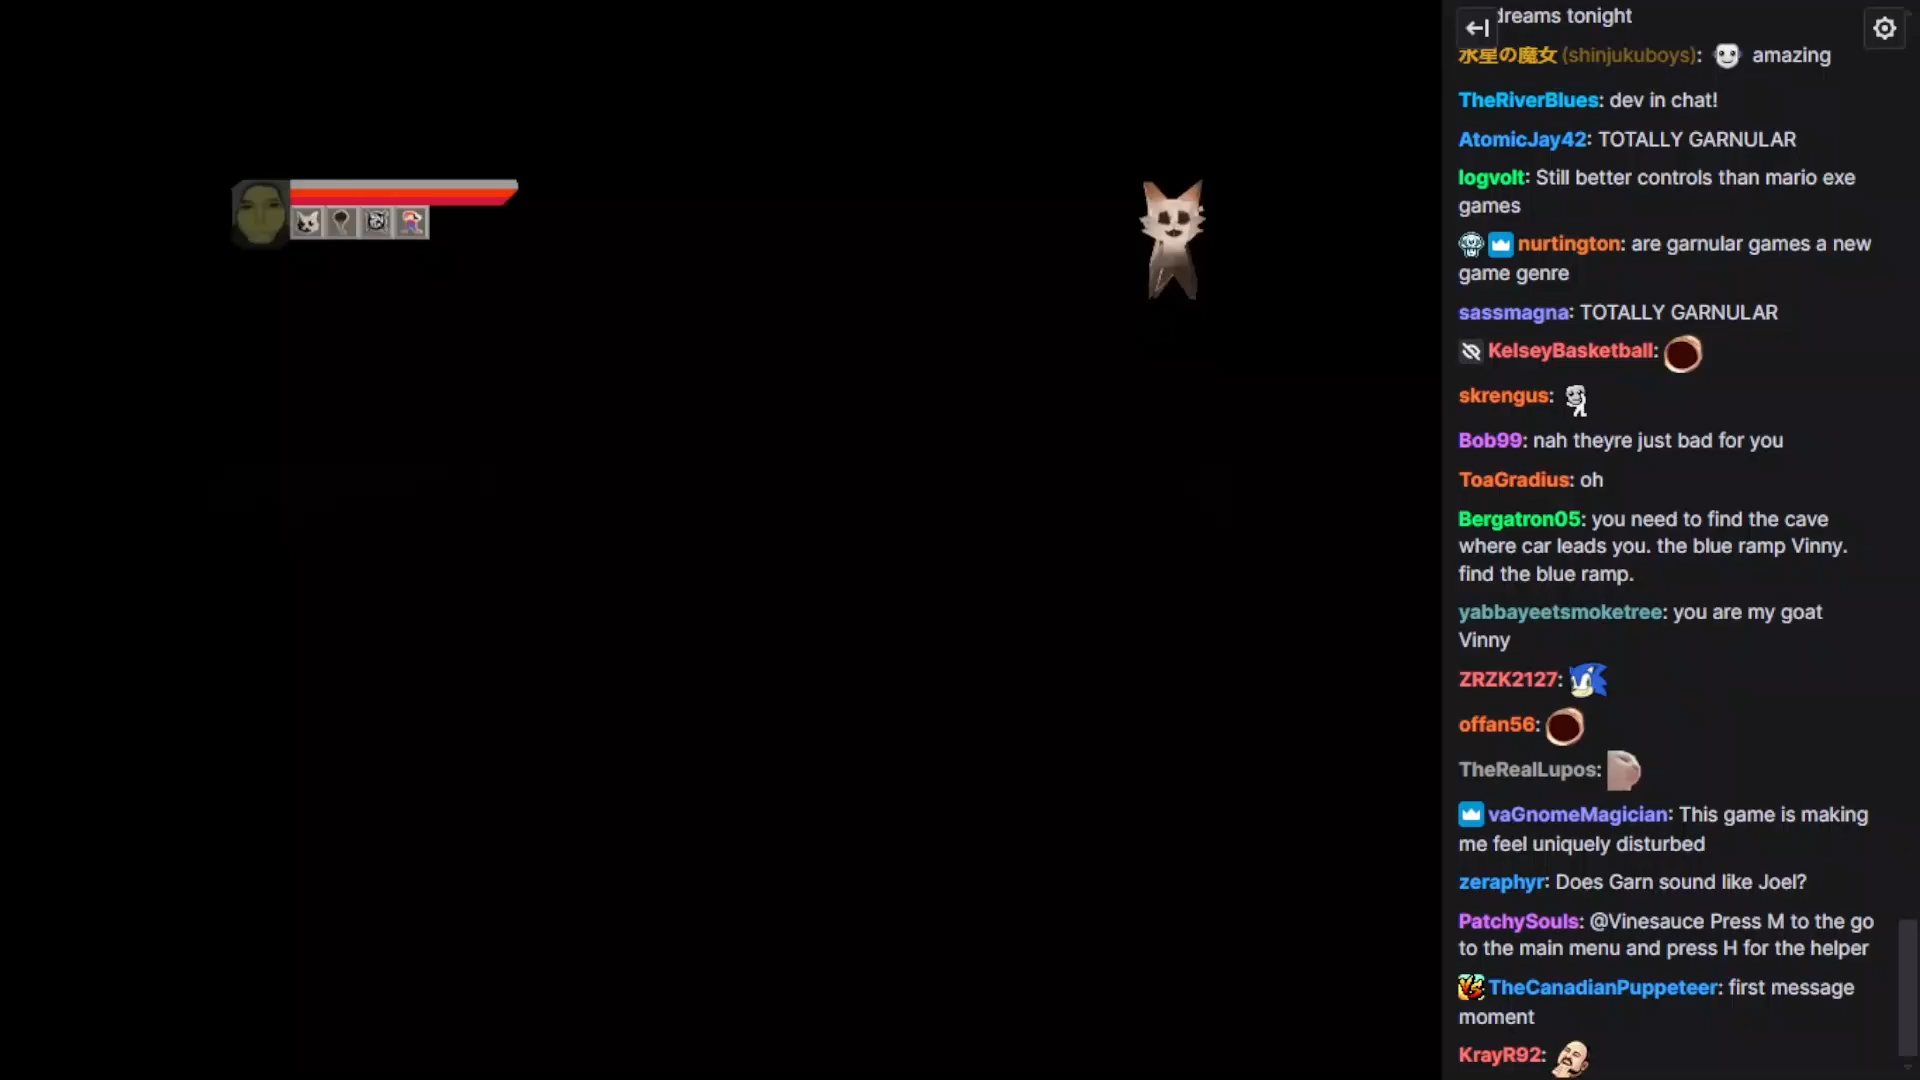 dreams tonight
水星の魔女 (shinjukuboys): amazing
TheRiverBlues: dev in chat!
AtomicJay42: TOTALLY GARNULAR
logvolt: Still better controls than mario exe
games
nurtington: are garnular games a new
game genre
sassmagna: TOTALLY GARNULAR
KelseyBasketball:
skrengus:
Bob99: nah theyre just bad for you
ToaGradius: oh
Bergatron05: you need to find the cave
where car leads you. the blue ramp Vinny.
find the blue ramp.
yabbayeetsmoketree: you are my goat
Vinny
ZRZK2127:
offan56:
TheRealLupos:
vaGnomeMagician: This game is making
me feel uniquely disturbed
zeraphyr: Does Garn sound like Joel?
PatchySouls: @Vinesauce Press M to the go
to the main menu and press H for the helper
TheCanadianPuppeteer: first message
moment
KrayR92: